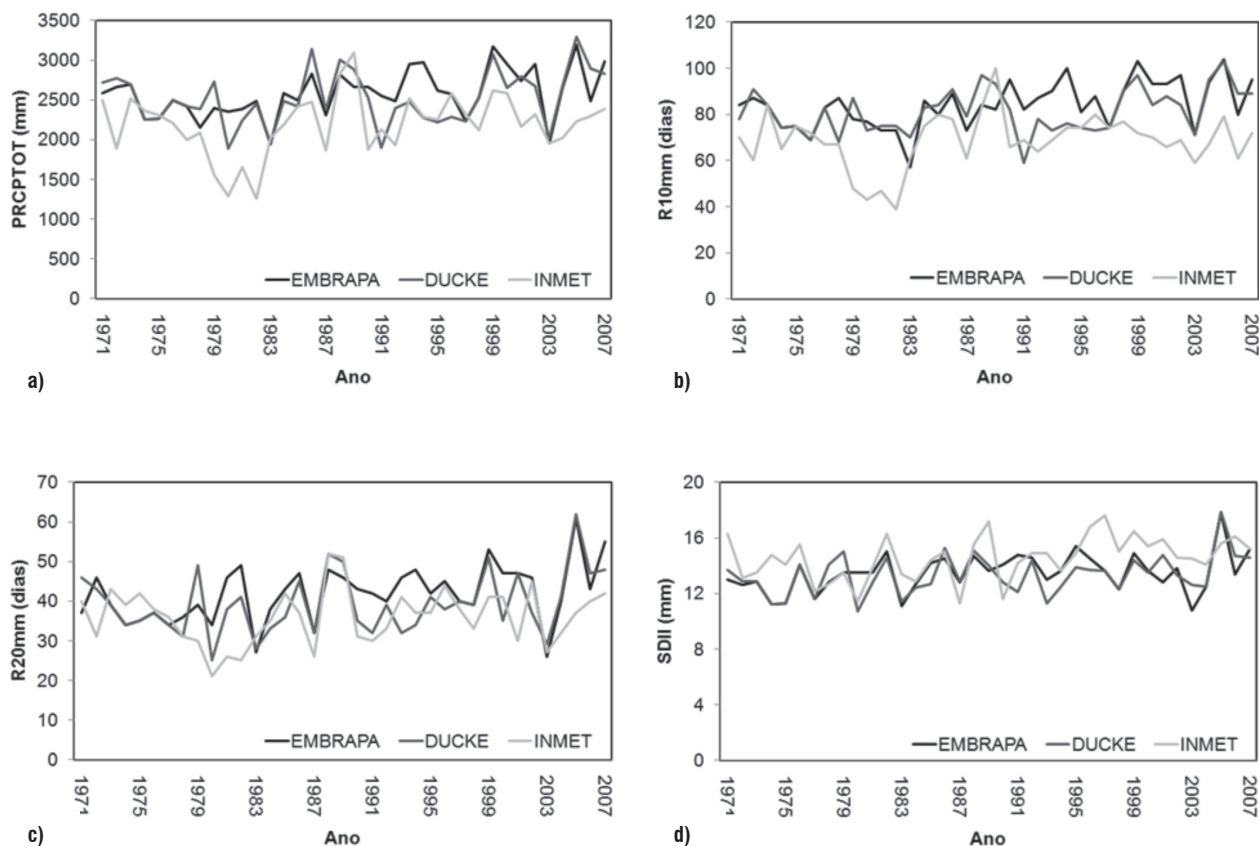 PRCPTOT (mm)
3500
3000
2500
2000
1500
1000
500
0
EMBRAPA DUCKE INMET
1971 1975 1979 1983 1987 1991 1995 1999 2003 2007
Ano
a)
R10mm (dias)
120
100
80
60
40
20
0
EMBRAPA DUCKE INMET
1971 1975 1979 1983 1987 1991 1995 1999 2003 2007
Ano
b)
R20mm (dias)
70
60
50
40
30
20
10
0
EMBRAPA DUCKE INMET
1971 1975 1979 1983 1987 1991 1995 1999 2003 2007
Ano
c)
SDII (mm)
20
16
12
8
4
0
EMBRAPA DUCKE INMET
1971 1975 1979 1983 1987 1991 1995 1999 2003 2007
Ano
d)